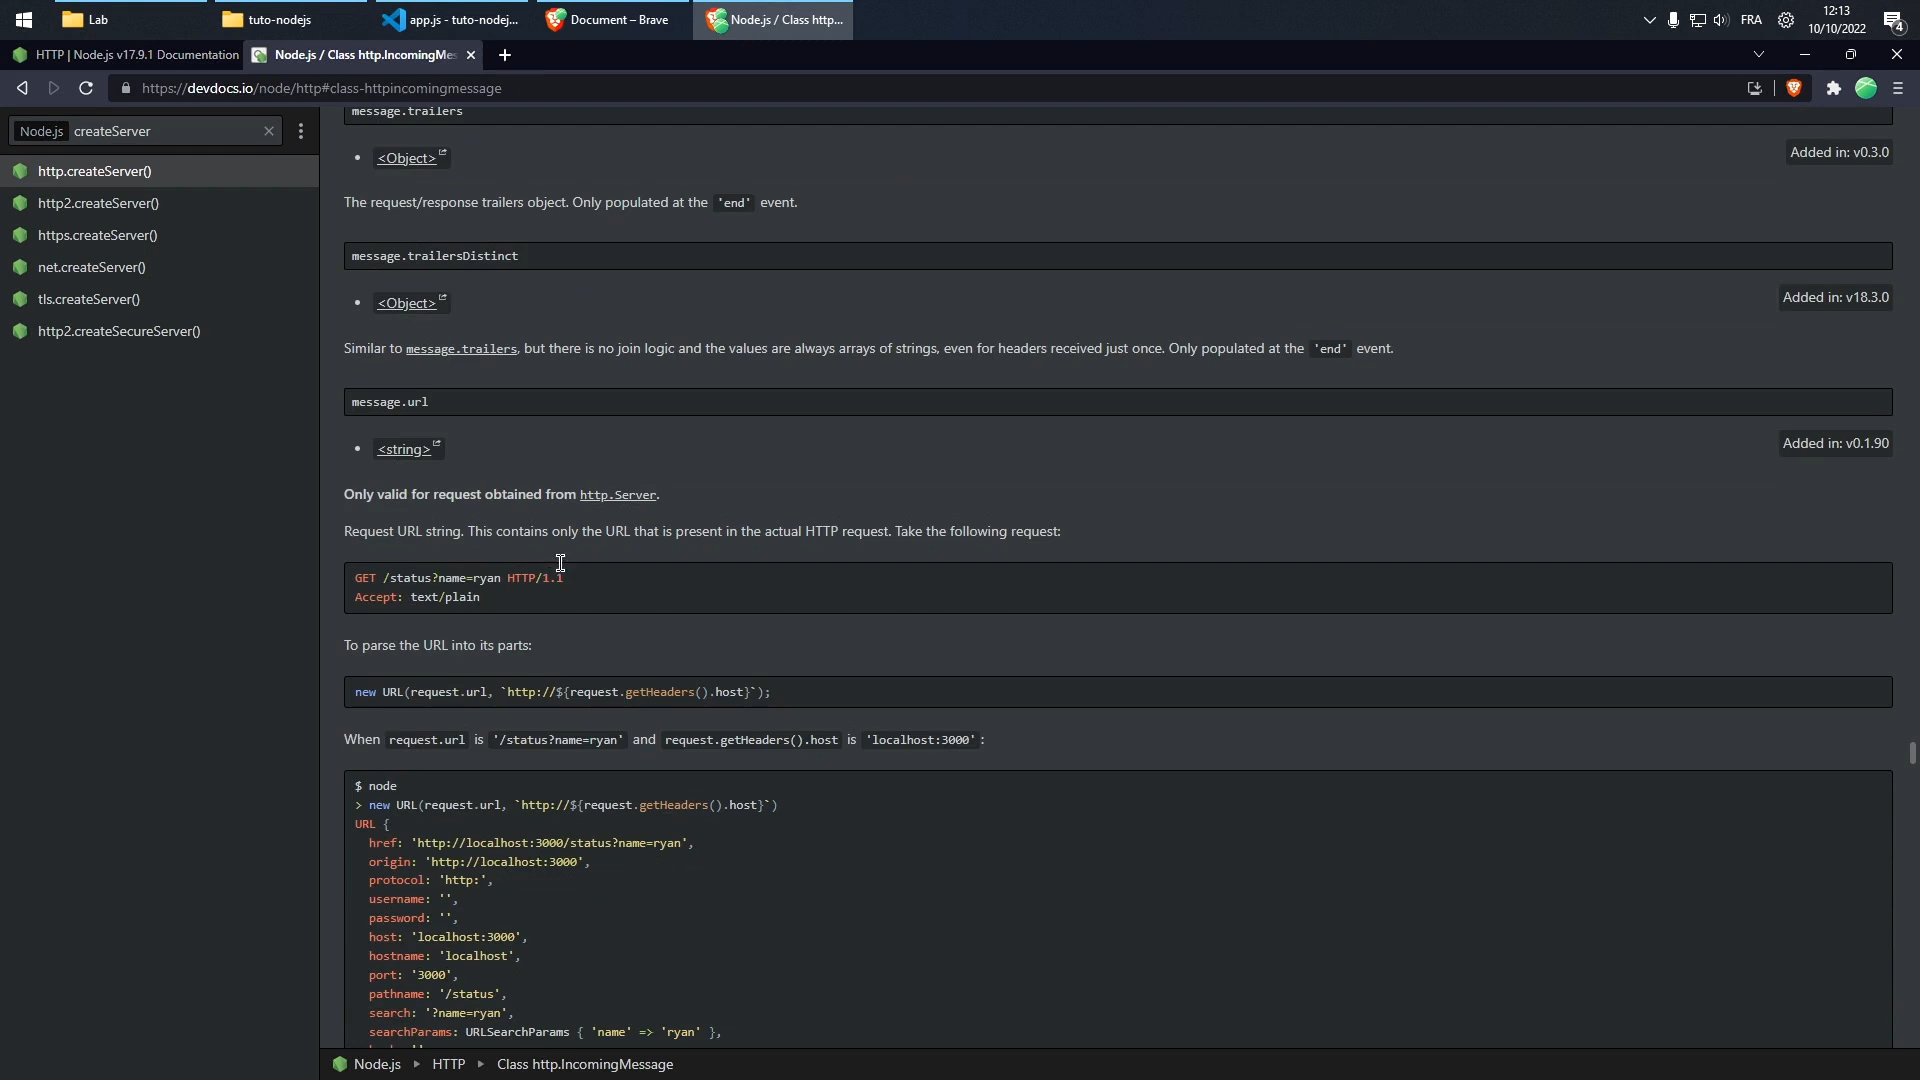 Lab
tuto-nodejs
app.js - tuto-nodej...
Document – Brave
Node.js / Class http...
FRA
12:13
10/10/2022
4
HTTP | Node.js v17.9.1 Documentation
Node.js / Class http.IncomingMes
https://devdocs.io/node/http#class-httpincomingmessage
Node.js createServer
http.createServer()
http2.createServer()
https.createServer()
net.createServer()
tls.createServer()
http2.createSecureServer()
message.trailers
<Object>
Added in: v0.3.0
The request/response trailers object. Only populated at the 'end' event.
message.trailersDistinct
<Object>
Added in: v18.3.0
Similar to message.trailers, but there is no join logic and the values are always arrays of strings, even for headers received just once. Only populated at the 'end' event.
message.url
<string>
Added in: v0.1.90
Only valid for request obtained from http.Server.
Request URL string. This contains only the URL that is present in the actual HTTP request. Take the following request:
GET /status?name=ryan HTTP/1.1
Accept: text/plain
To parse the URL into its parts:
new URL(request.url, `http://${request.getHeaders().host}`);
When request.url is '/status?name=ryan' and request.getHeaders().host is 'localhost:3000':
$ node
> new URL(request.url, `http://${request.getHeaders().host}`)
URL {
href: 'http://localhost:3000/status?name=ryan',
origin: 'http://localhost:3000',
protocol: 'http:',
username: '',
password: '',
host: 'localhost:3000',
hostname: 'localhost',
port: '3000',
pathname: '/status',
search: '?name=ryan',
searchParams: URLSearchParams { 'name' => 'ryan' },
Node.js
HTTP
Class http.IncomingMessage